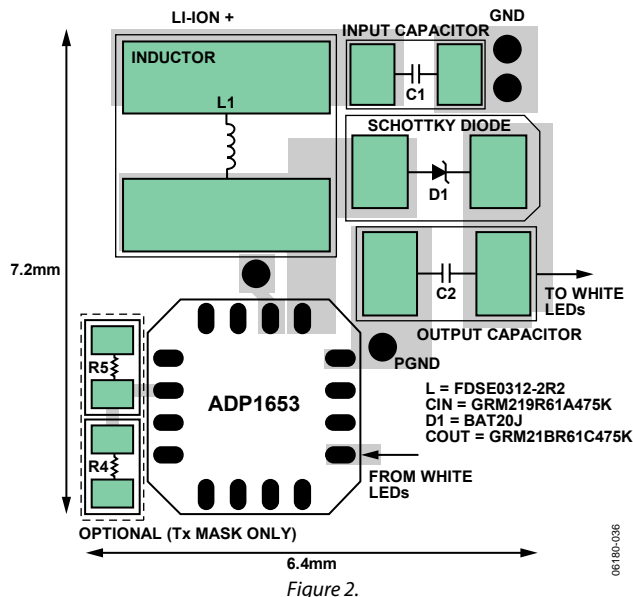 LI-ION +
INPUT CAPACITOR
GND
INDUCTOR
L1
C1
SCHOTTKY DIODE
D1
7.2mm
C2
TO WHITE
LEDs
OUTPUT CAPACITOR
PGND
R5
ADP1653
L = FDSE0312-2R2
CIN = GRM219R61A475K
D1 = BAT20J
COUT = GRM21BR61C475K
R4
FROM WHITE
LEDs
OPTIONAL (Tx MASK ONLY)
6.4mm
06180-036
Figure 2.